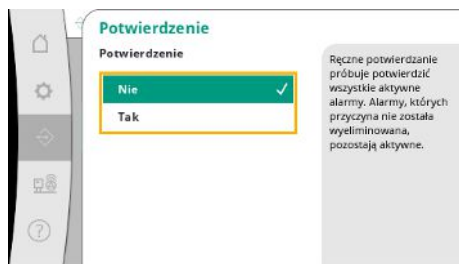 Potwierdzenie
Potwierdzenie
Nie
Tak
Ręczne potwierdzanie
próbuje potwierdzić
wszystkie aktywne
alarmy. Alarmy, których
przyczyna nie została
wyeliminowana,
pozostają aktywne.